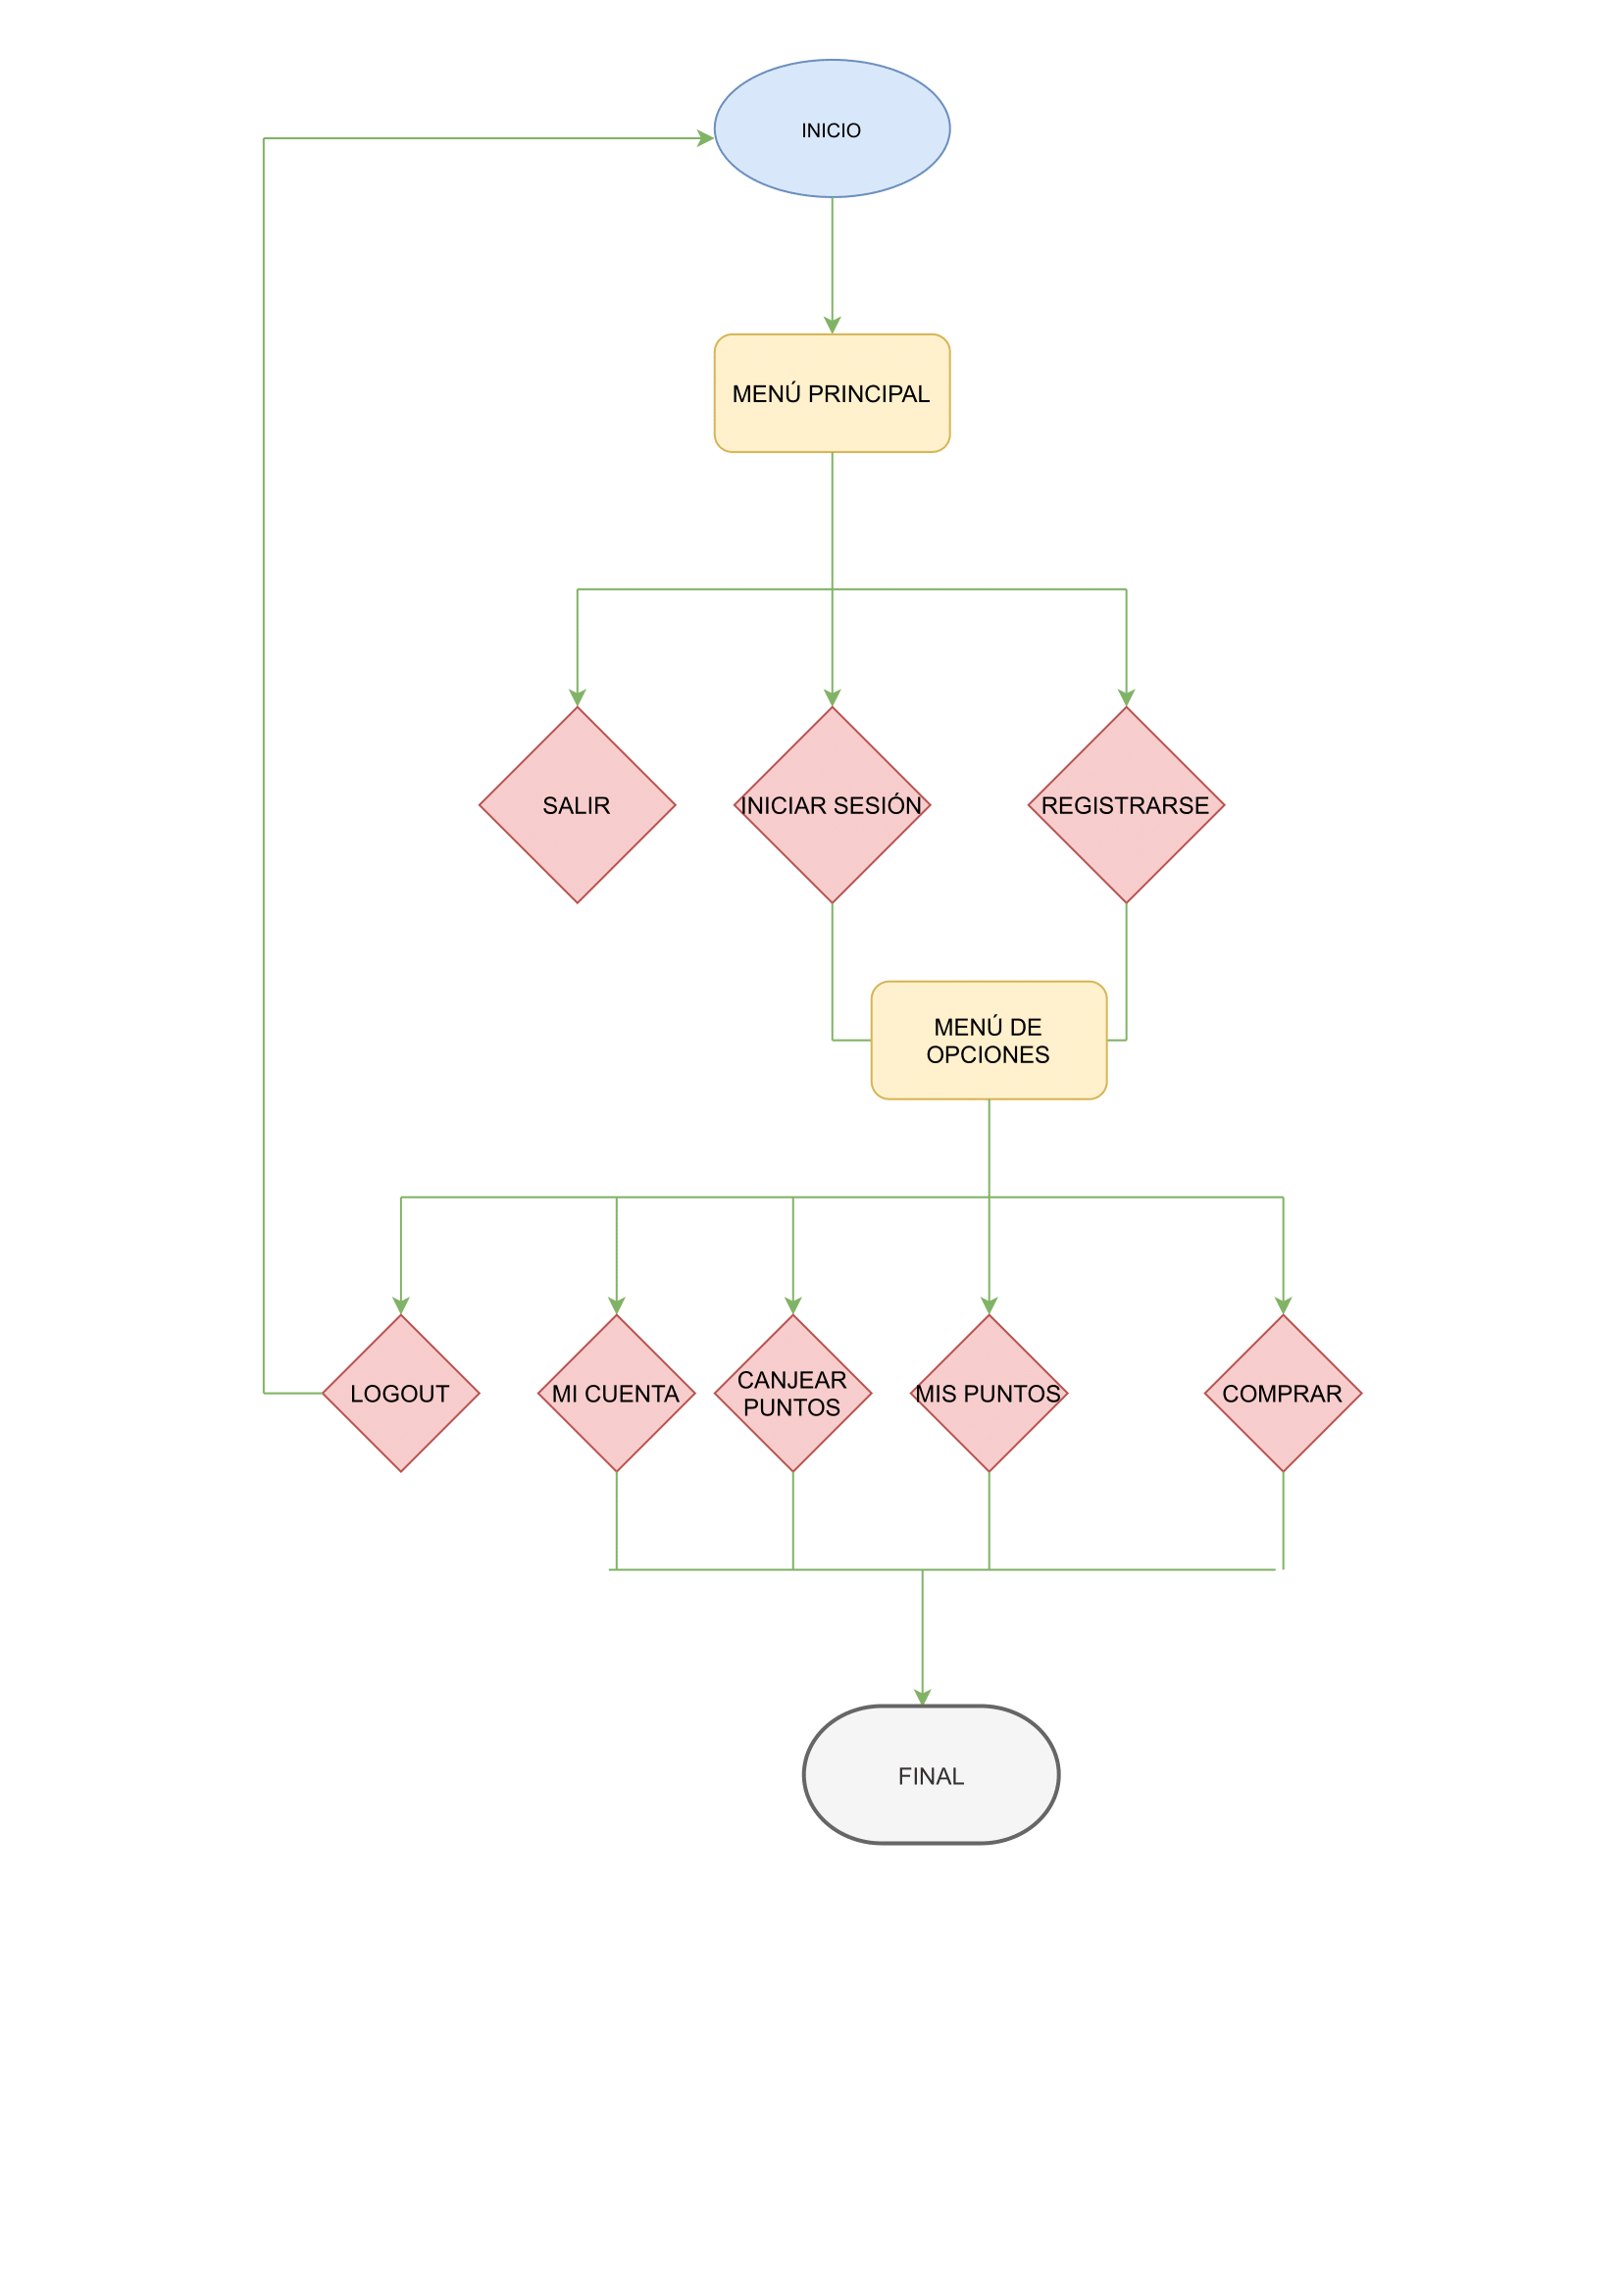 INICIO
MENÚ PRINCIPAL
SALIR
INICIAR SESIÓN
REGISTRARSE
MENÚ DE
OPCIONES
LOGOUT
MI CUENTA
CANJEAR
PUNTOS
MIS PUNTOS
COMPRAR
FINAL